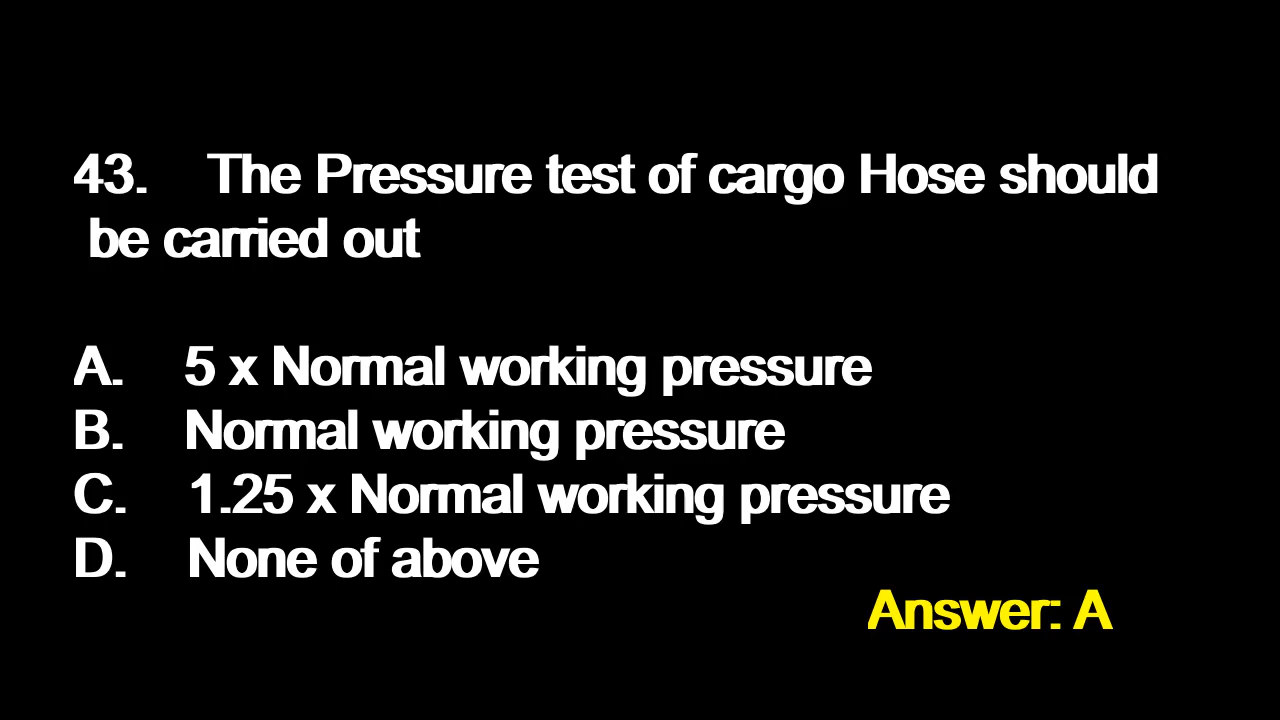 43. The Pressure test of cargo Hose should
be carried out
A. 5 x Normal working pressure
B. Normal working pressure
C. 1.25 x Normal working pressure
D. None of above
Answer: A